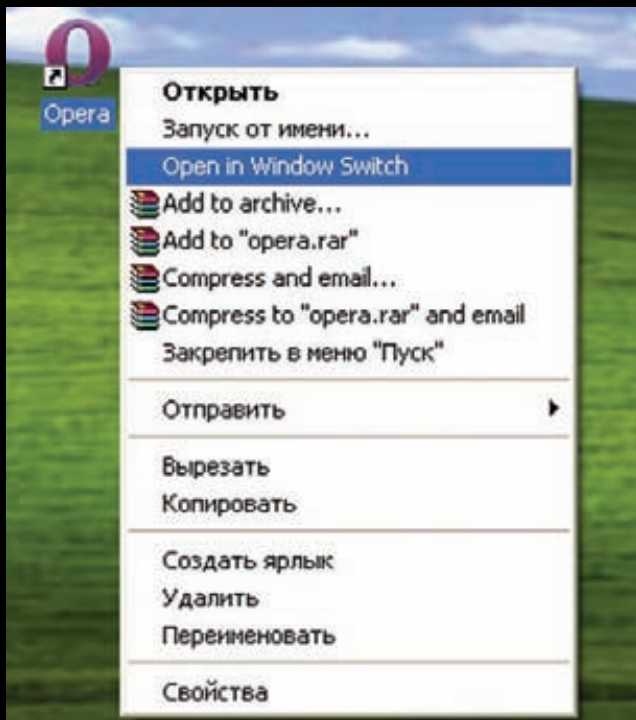 Opera
Открыть
Запуск от имени...
Open in Window Switch
Add to archive...
Add to "opera.rar"
Compress and email...
Compress to "opera.rar" and email
Закрепить в меню "Пуск"
Отправить
Вырезать
Копировать
Создать ярлык
Удалить
Переименовать
Свойства